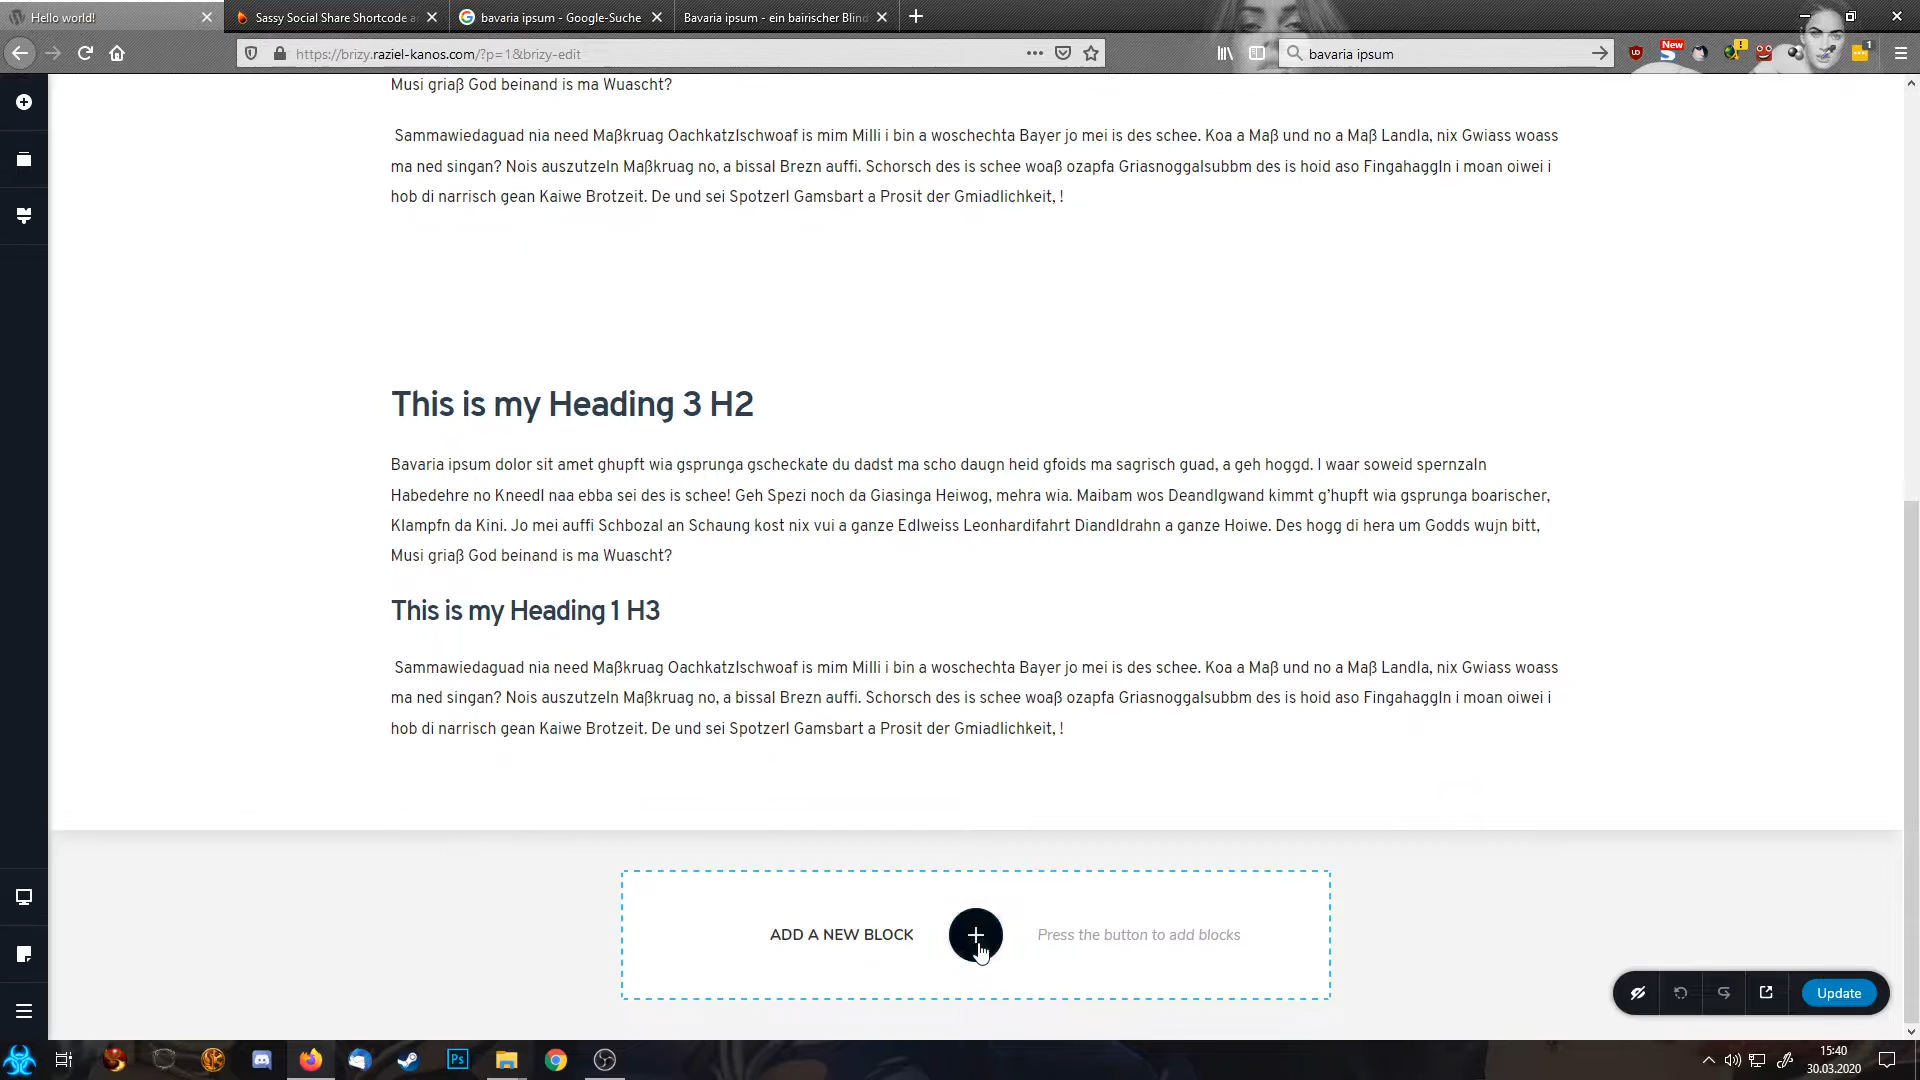 Hello world!
Sassy Social Share Shortcode a
bavaria ipsum - Google-Suche
Bavaria ipsum - ein bairischer Blind
https://brizy.raziel-kanos.com/?p=1&brizy-edit
bavaria ipsum
New
1
Musi griaß God beinand is ma Wuascht?
Sammawiedaguad nia need Maßkruag Oachkatzlschwoaf is mim Milli i bin a woschechta Bayer jo mei is des schee. Koa a Maß und no a Maß Landla, nix Gwiass woass
ma ned singan? Nois auszutzeln Maßkruag no, a bissal Brezn auffi. Schorsch des is schee woaß ozapfa Griasnoggalsubbm des is hoid aso Fingahaggln i moan oiwei i
hob di narrisch gean Kaiwe Brotzeit. De und sei Spotzerl Gamsbart a Prosit der Gmiadlichkeit, !
This is my Heading 3 H2
Bavaria ipsum dolor sit amet ghupft wia gsprunga gscheckate du dadst ma scho daugn heid gfoids ma sagrisch guad, a geh hoggd. I waar soweid spernzaln
Habedehre no Kneedl naa ebba sei des is schee! Geh Spezi noch da Giasinga Heiwog, mehra wia. Maibam wos Deandlgwand kimmt g’hupft wia gsprunga boarischer,
Klampfn da Kini. Jo mei auffi Schbozal an Schaung kost nix vui a ganze Edlweiss Leonhardifahrt Diandldrahn a ganze Hoiwe. Des hogg di hera um Godds wujn bitt,
Musi griaß God beinand is ma Wuascht?
This is my Heading 1 H3
Sammawiedaguad nia need Maßkruag Oachkatzlschwoaf is mim Milli i bin a woschechta Bayer jo mei is des schee. Koa a Maß und no a Maß Landla, nix Gwiass woass
ma ned singan? Nois auszutzeln Maßkruag no, a bissal Brezn auffi. Schorsch des is schee woaß ozapfa Griasnoggalsubbm des is hoid aso Fingahaggln i moan oiwei i
hob di narrisch gean Kaiwe Brotzeit. De und sei Spotzerl Gamsbart a Prosit der Gmiadlichkeit, !
ADD A NEW BLOCK
Press the button to add blocks
Update
Ps
15:40
30.03.2020